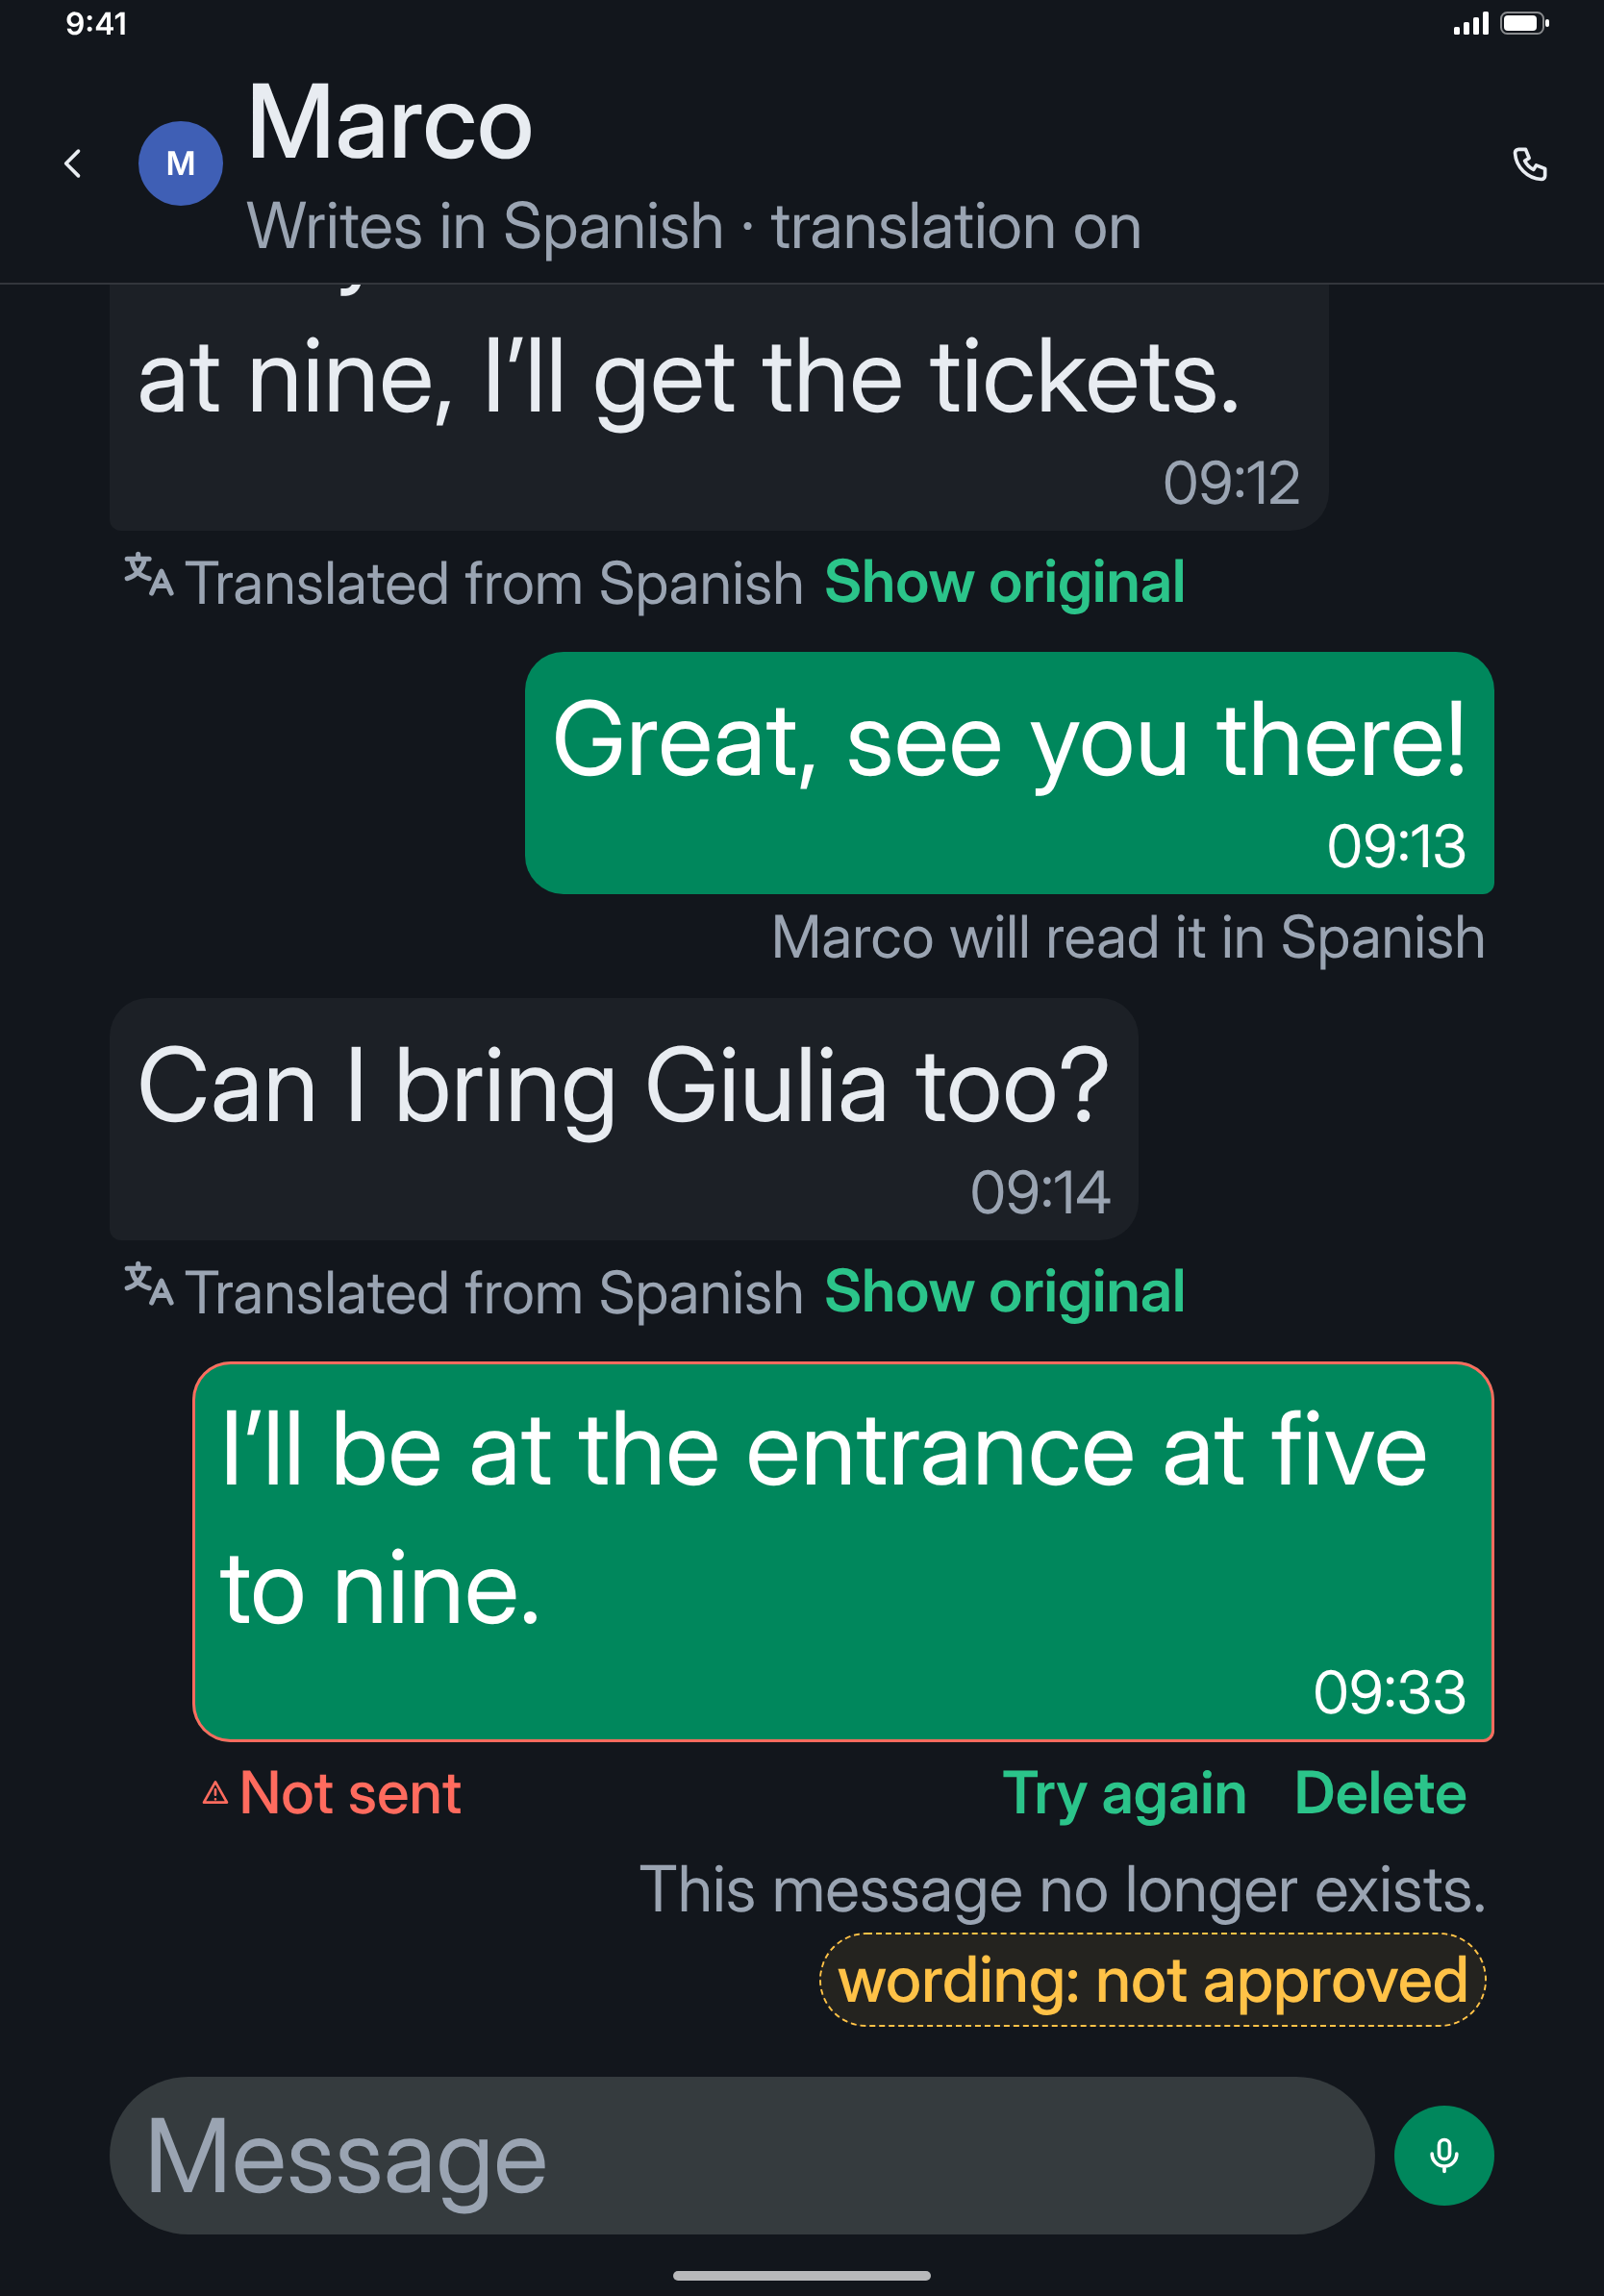 9:41
Marco
M
Writes in Spanish · translation on
at nine, I’ll get the tickets.
09:12
Translated from Spanish Show original
Great, see you there!
09:13
Marco will read it in Spanish
Can I bring Giulia too?
09:14
Translated from Spanish Show original
I’ll be at the entrance at five
to nine.
09:33
Not sent Try again Delete
This message no longer exists.
wording: not approved
Message